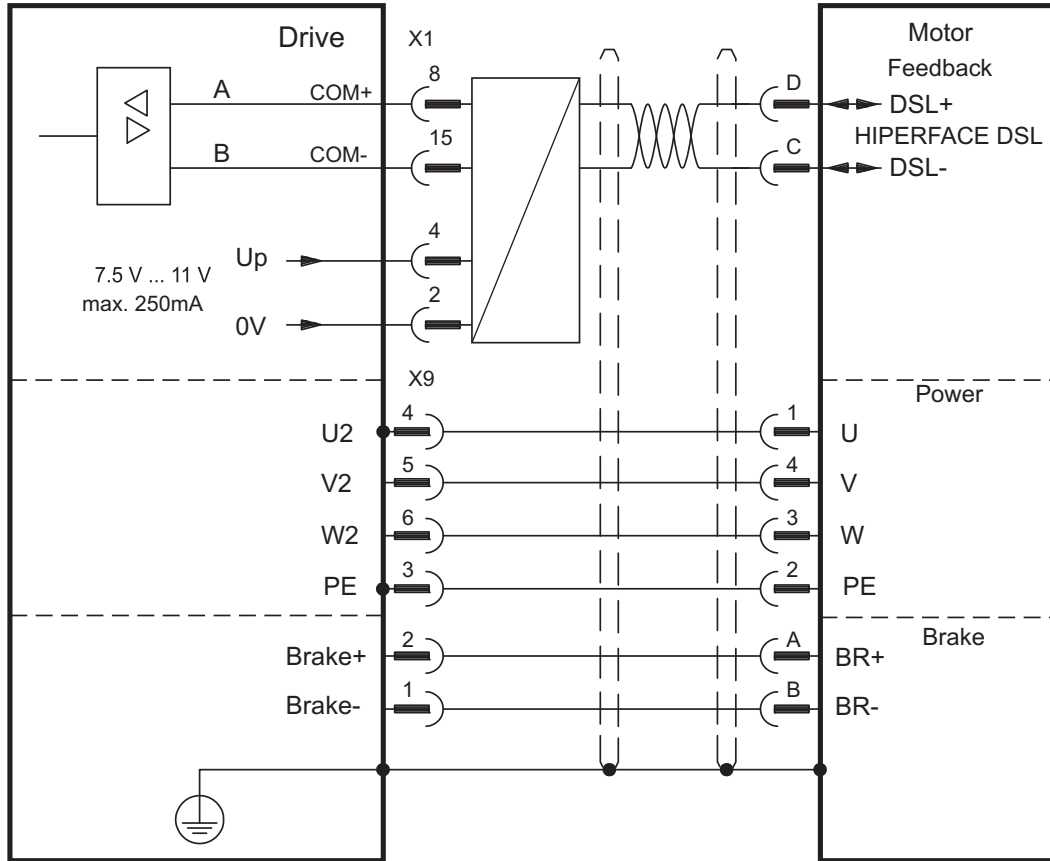 Drive
X1
Motor
Feedback
A
COM+
8
D
DSL+
HIPERFACE DSL
B
COM-
15
C
DSL-
Up
4
7.5 V ... 11 V
max. 250mA
0V
2
X9
Power
U2
4
1
U
V2
5
4
V
W2
6
3
W
PE
3
2
PE
Brake
Brake+
2
A
BR+
Brake-
1
B
BR-